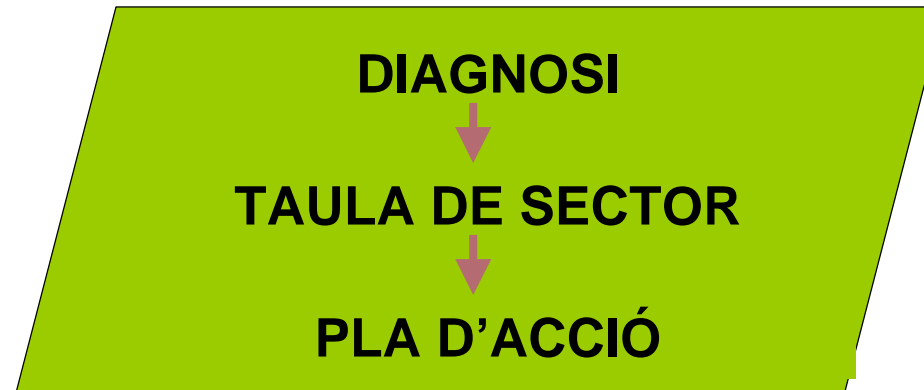 DIAGNOSI
TAULA DE SECTOR
PLA D’ACCIÓ